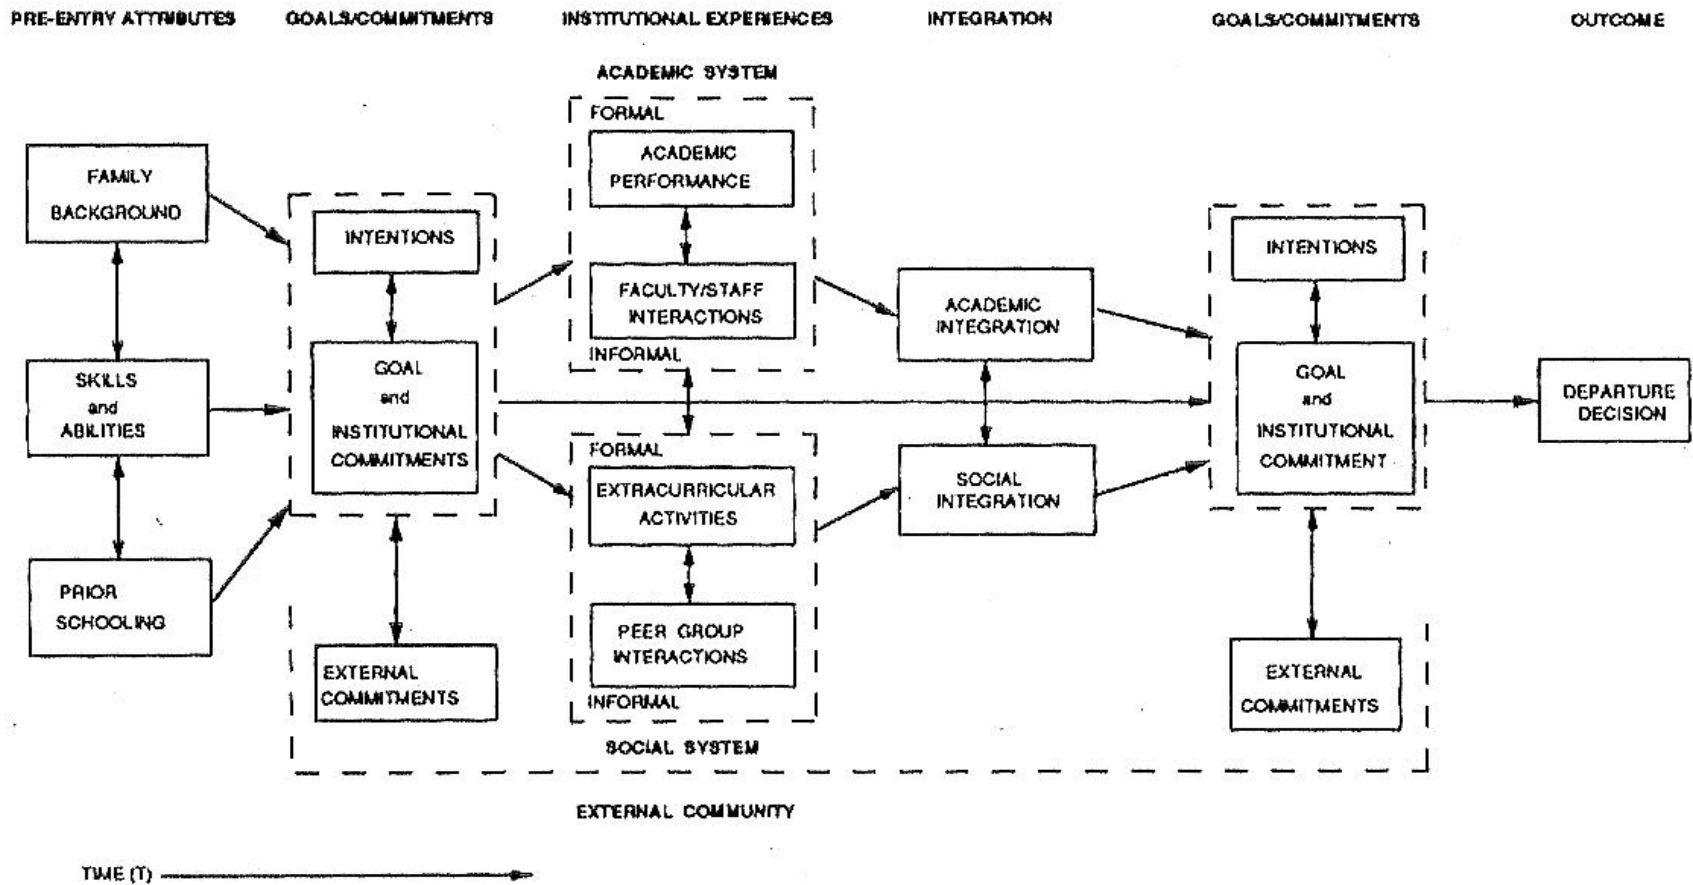 PRE-ENTRY ATTRIBUTES
GOALS/COMMITMENTS
INSTITUTIONAL EXPERIENCES
INTEGRATION
GOALS/COMMITMENTS
OUTCOME
FAMILY
BACKGROUND
SKILLS
and
ABILITIES
PRIOR
SCHOOLING
INTENTIONS
GOAL
and
INSTITUTIONAL
COMMITMENTS
EXTERNAL
COMMITMENTS
ACADEMIC SYSTEM
FORMAL
ACADEMIC
PERFORMANCE
FACULTY/STAFF
INTERACTIONS
INFORMAL
FORMAL
EXTRACURRICULAR
ACTIVITIES
PEER GROUP
INTERACTIONS
INFORMAL
SOCIAL SYSTEM
ACADEMIC
INTEGRATION
SOCIAL
INTEGRATION
INTENTIONS
GOAL
and
INSTITUTIONAL
COMMITMENT
EXTERNAL
COMMITMENTS
DEPARTURE
DECISION
EXTERNAL COMMUNITY
TIME (T)